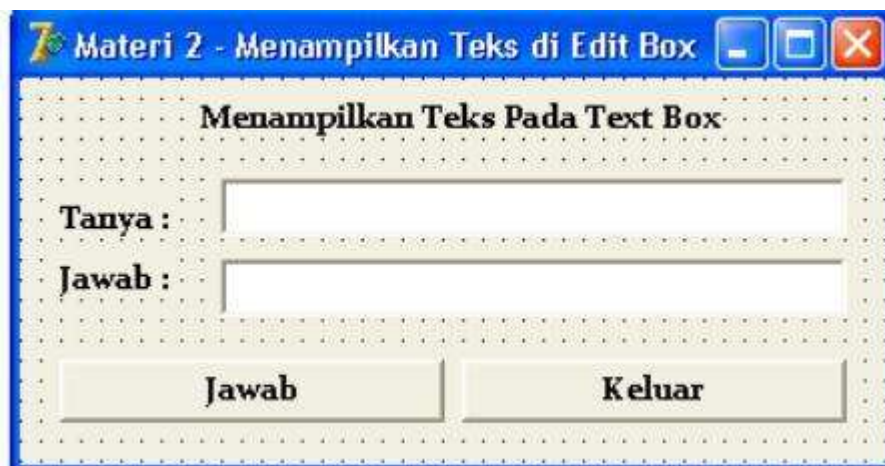 Materi 2 - Menampilkan Teks di Edit Box
Menampilkan Teks Pada Text Box
Tanya :
Jawab :
Jawab Keluar